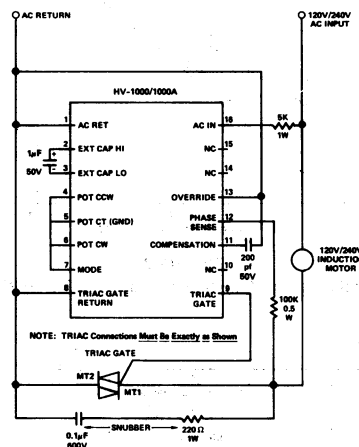 AC RETURN
120V/240V
AC INPUT
HV-1000/1000A
1 AC RET
AC IN 16
5K
1W
2 EXT CAP HI
NC 15
1µF
50V
+
-
3 EXT CAP LO
NC 14
4 POT CCW
OVERRIDE 13
5 POT CT (GND)
PHASE SENSE 12
6 POT CW
COMPENSATION 11
200
pf
50V
7 MODE
NC 10
8 TRIAC GATE RETURN
TRIAC GATE 9
120V/240V
INDUCTION
MOTOR
100K
0.5
W
NOTE: TRIAC Connections Must Be Exactly as Shown
TRIAC GATE
MT2
MT1
SNUBBER
0.1µF
600V
220 Ω
1W